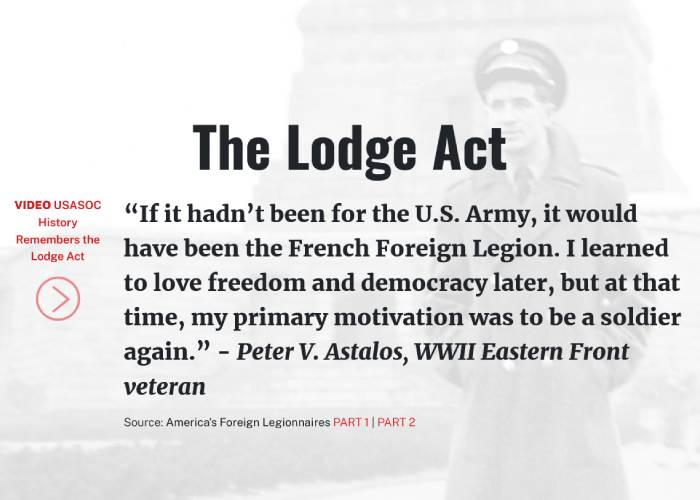 The Lodge Act
VIDEO USASOC
History
Remembers the
Lodge Act
“If it hadn’t been for the U.S. Army, it would
have been the French Foreign Legion. I learned
to love freedom and democracy later, but at that
time, my primary motivation was to be a soldier
again.” - Peter V. Astalos, WWII Eastern Front
veteran
Source: America's Foreign Legionnaires PART 1 | PART 2